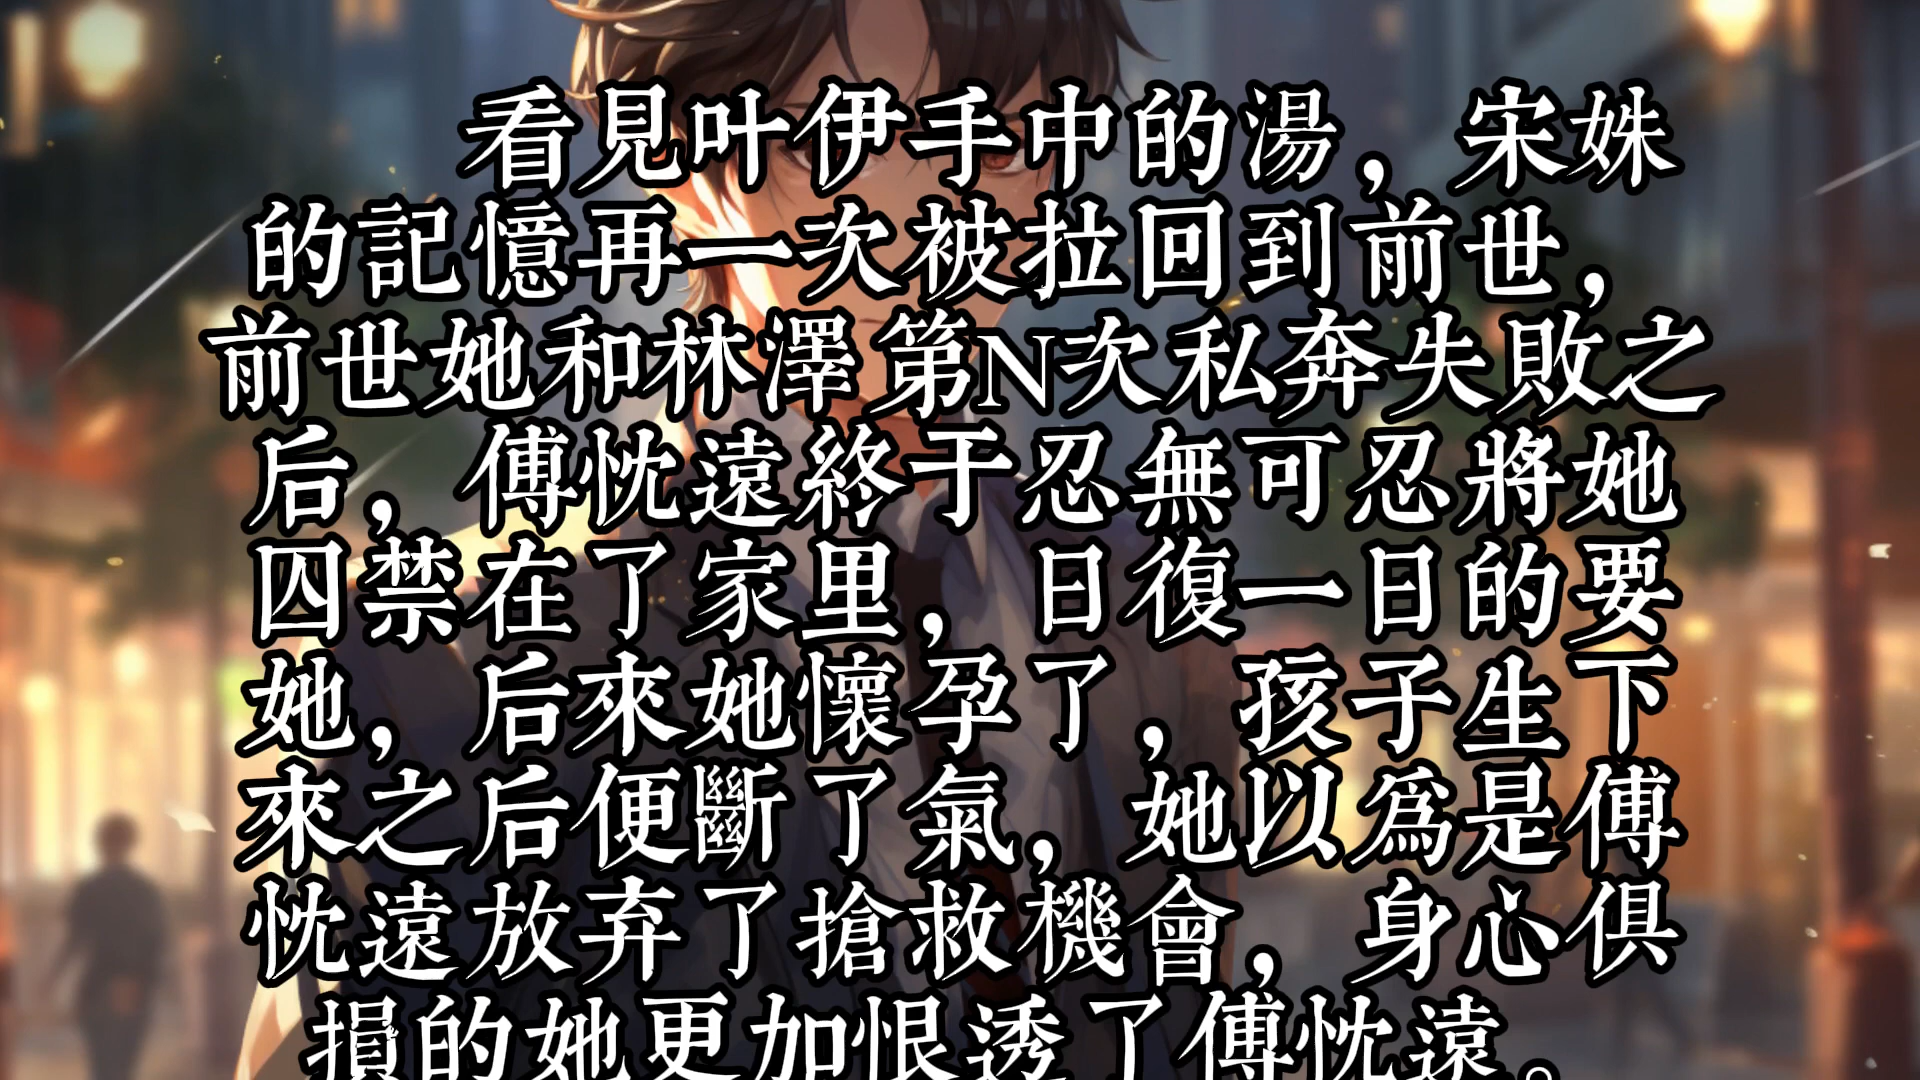 看見叶伊手中的湯，宋姝
的記憶再一次被拉回到前世，
前世她和林澤第N次私奔失敗之
后，傅忱遠終于忍無可忍將她
囚禁在了家里，日復一日的要
她，后來她懷孕了，孩子生下
來之后便斷了氣，她以爲是傅
忱遠放弃了搶救機會，身心俱
損的她更加恨透了傅忱遠。